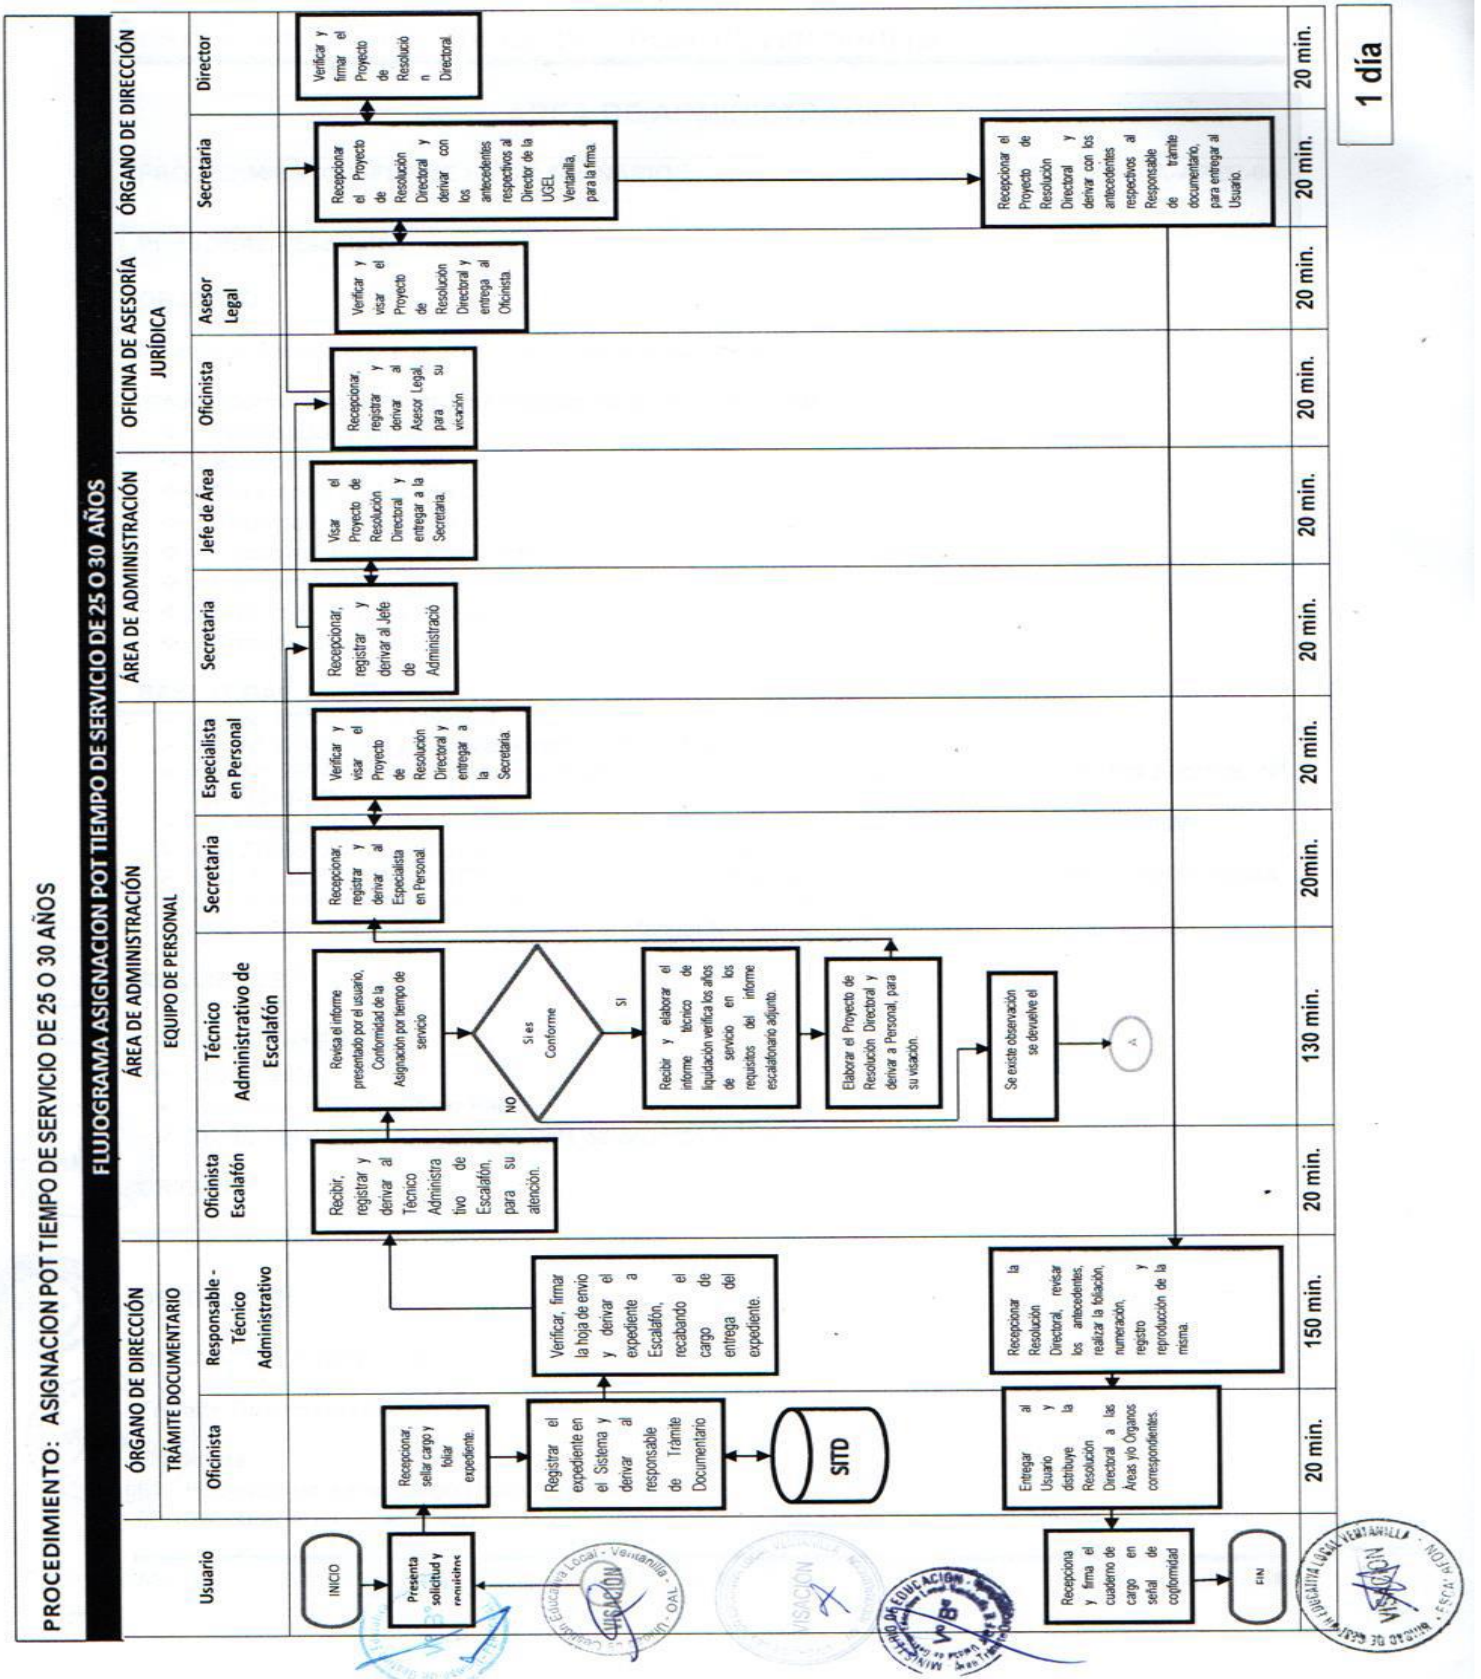 PROCEDIMIENTO: ASIGNACION POT TIEMPO DE SERVICIO DE 25 O 30 AÑOS
FLUJOGRAMA ASIGNACION POT TIEMPO DE SERVICIO DE 25 O 30 AÑOS
ÓRGANO DE DIRECCIÓN
ÁREA DE ADMINISTRACIÓN
ÁREA DE ADMINISTRACIÓN
OFICINA DE ASESORÍA
JURÍDICA
ÓRGANO DE DIRECCIÓN
TRÁMITE DOCUMENTARIO
EQUIPO DE PERSONAL
Usuario
Oficinista
Responsable -
Técnico
Administrativo
Oficinista
Escalafón
Técnico
Administrativo de
Escalafón
Secretaria
Especialista
en Personal
Secretaria
Jefe de Área
Oficinista
Asesor
Legal
Secretaria
Director
INICIO
Presenta
solicitud y
requisitos
Recepcionar,
sellar cargo y
foliar
expediente.
Registrar el
expediente en
el Sistema y
derivar al
responsable
de Trámite
Documentario
SITD
Verificar, firmar
la hoja de envio
y derivar el
expediente a
Escalafón,
recabando el
cargo de
entrega del
expediente.
Recibir,
registrar y
derivar al
Técnico
Administra
tivo de
Escalafón,
para su
atención.
Revisa el informe
presentado por el usuario,
Conformidad de la
Asignación por tiempo de
servicio
Si es
Conforme
NO
SI
Recibir y elaborar el
informe técnico de
liquidación verifica los años
de servicio en los
requisitos del informe
escalafonario adjunto.
Elaborar el Proyecto de
Resolución Directoral y
derivar a Personal, para
su visación.
Se existe observación
se devuelve el
A
Recepcionar,
registrar y
derivar al
Especialista
en Personal
Verificar y
visar el
Proyecto
de
Resolución
Directoral y
entregar a
la
Secretaria.
Recepcionar,
registrar y
derivar al Jefe
de
Administració
Visar el
Proyecto de
Resolución
Directoral y
entregar a la
Secretaria.
Recepcionar,
registrar y
derivar al
Asesor Legal,
para su
visación
Verificar y
visar el
Proyecto
de
Resolución
Directoral y
entrega al
Oficinista.
Recepcionar
el Proyecto
de
Resolución
Directoral y
derivar con
los
antecedentes
respectivos al
Director de la
UGEL
Ventanilla,
para la firma.
Verificar y
firmar el
Proyecto
de
Resolució
n
Directoral.
Recepcionar el
Proyecto de
Resolución
Directoral y
derivar con los
antecedentes
respectivos al
Responsable
de trámite
documentario,
para entregar al
Usuario.
Recepcionar la
Resolución
Directoral, revisar
los antecedentes,
realizar la foliación,
numeración,
registro y
reproducción de la
misma.
Entregar al
Usuario y
distribuye la
Resolución
Directoral a las
Áreas y/o Órganos
correspondientes.
Recepciona
y firma el
cuaderno de
cargo en
señal de
conformidad
FIN
20 min.
150 min.
20 min.
130 min.
20min.
20 min.
20 min.
20 min.
20 min.
20 min.
20 min.
20 min.
1 día
VISACIÓN
VISACIÓN
MINISTERIO DE EDUCACION
VºBº
VISACIÓN